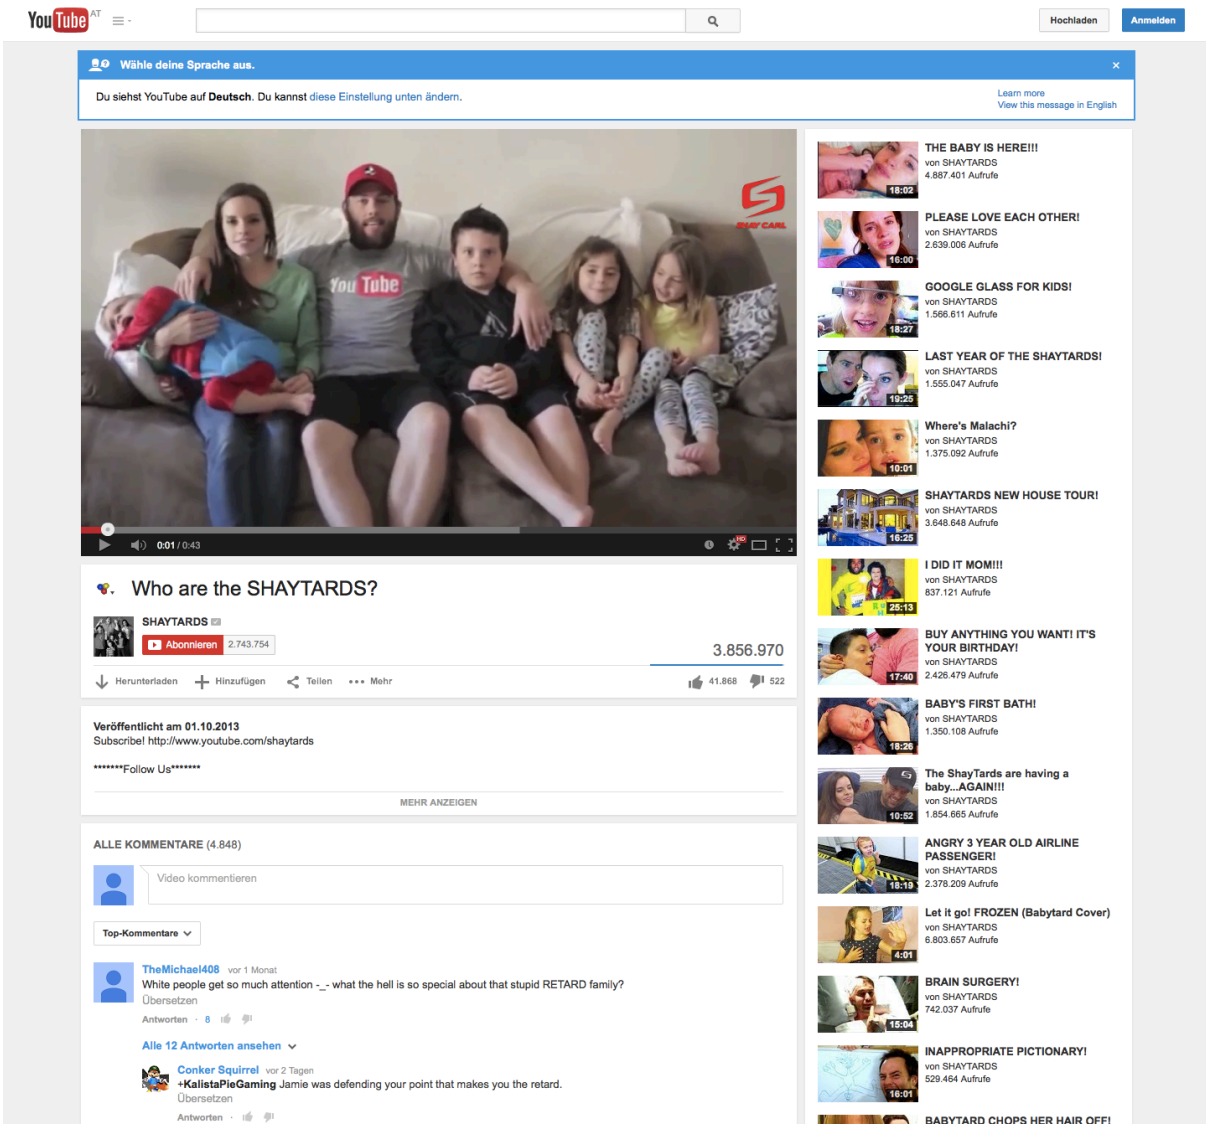 You Tube AT
Hochladen
Anmelden
Wähle deine Sprache aus.
Du siehst YouTube auf Deutsch. Du kannst diese Einstellung unten ändern.
Learn more
View this message in English
SHAY CARL
You Tube
0:01 / 0:43
HD
Who are the SHAYTARDS?
SHAYTARDS
Abonnieren 2.743.754
3.856.970
Herunterladen Hinzufügen Teilen Mehr
41.868 522
Veröffentlicht am 01.10.2013
Subscribe! http://www.youtube.com/shaytards
*******Follow Us*******
MEHR ANZEIGEN
ALLE KOMMENTARE (4.848)
Video kommentieren
Top-Kommentare
TheMichael408 vor 1 Monat
White people get so much attention -_- what the hell is so special about that stupid RETARD family?
Übersetzen
Antworten · 8
Alle 12 Antworten ansehen
Conker Squirrel vor 2 Tagen
+KalistaPieGaming Jamie was defending your point that makes you the retard.
Übersetzen
Antworten ·
THE BABY IS HERE!!!
von SHAYTARDS
4.887.401 Aufrufe
18:02
PLEASE LOVE EACH OTHER!
von SHAYTARDS
2.639.006 Aufrufe
16:00
GOOGLE GLASS FOR KIDS!
von SHAYTARDS
1.566.611 Aufrufe
18:27
LAST YEAR OF THE SHAYTARDS!
von SHAYTARDS
1.555.047 Aufrufe
19:25
Where's Malachi?
von SHAYTARDS
1.375.092 Aufrufe
10:01
SHAYTARDS NEW HOUSE TOUR!
von SHAYTARDS
3.648.648 Aufrufe
16:25
I DID IT MOM!!!
von SHAYTARDS
837.121 Aufrufe
25:13
BUY ANYTHING YOU WANT! IT'S
YOUR BIRTHDAY!
von SHAYTARDS
2.426.479 Aufrufe
17:40
BABY'S FIRST BATH!
von SHAYTARDS
1.350.108 Aufrufe
18:26
The ShayTards are having a
baby...AGAIN!!!
von SHAYTARDS
1.854.665 Aufrufe
10:52
ANGRY 3 YEAR OLD AIRLINE
PASSENGER!
von SHAYTARDS
2.378.209 Aufrufe
18:19
Let it go! FROZEN (Babytard Cover)
von SHAYTARDS
6.803.657 Aufrufe
4:01
BRAIN SURGERY!
von SHAYTARDS
742.037 Aufrufe
15:04
INAPPROPRIATE PICTIONARY!
von SHAYTARDS
529.464 Aufrufe
16:01
BABYTARD CHOPS HER HAIR OFF!